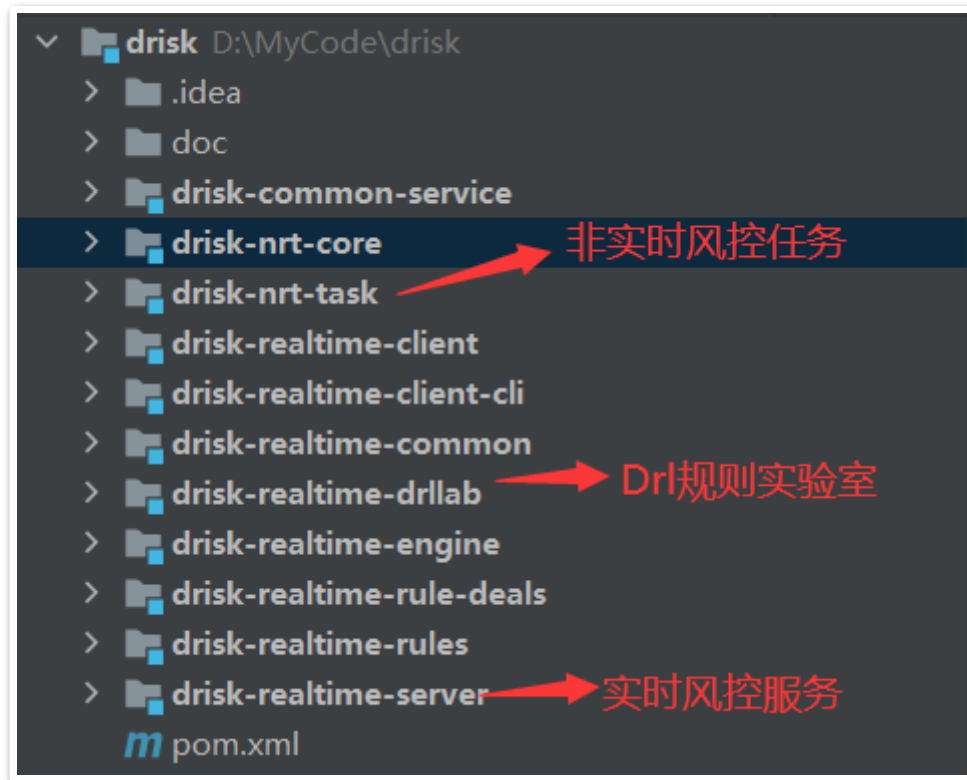 drisk D:\MyCode\drisk
.idea
doc
drisk-common-service
drisk-nrt-core
非实时风控任务
drisk-nrt-task
drisk-realtime-client
drisk-realtime-client-cli
drisk-realtime-common
drisk-realtime-drllab
Drl规则实验室
drisk-realtime-engine
drisk-realtime-rule-deals
drisk-realtime-rules
drisk-realtime-server
实时风控服务
m pom.xml